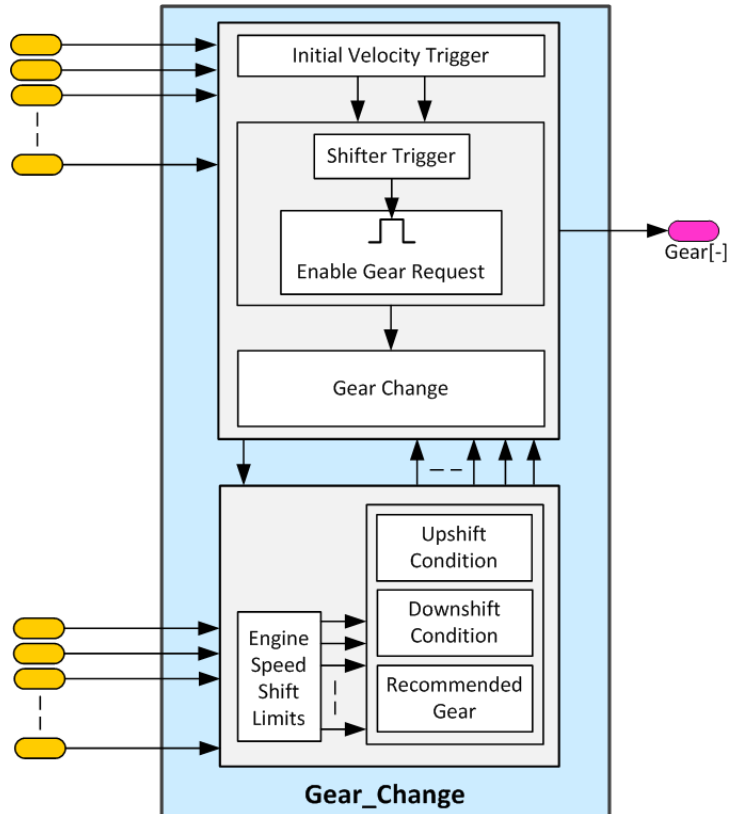 Initial Velocity Trigger
Shifter Trigger
Enable Gear Request
Gear[-]
Gear Change
Upshift
Condition
Downshift
Condition
Engine
Speed
Shift
Limits
Recommended
Gear
Gear_Change